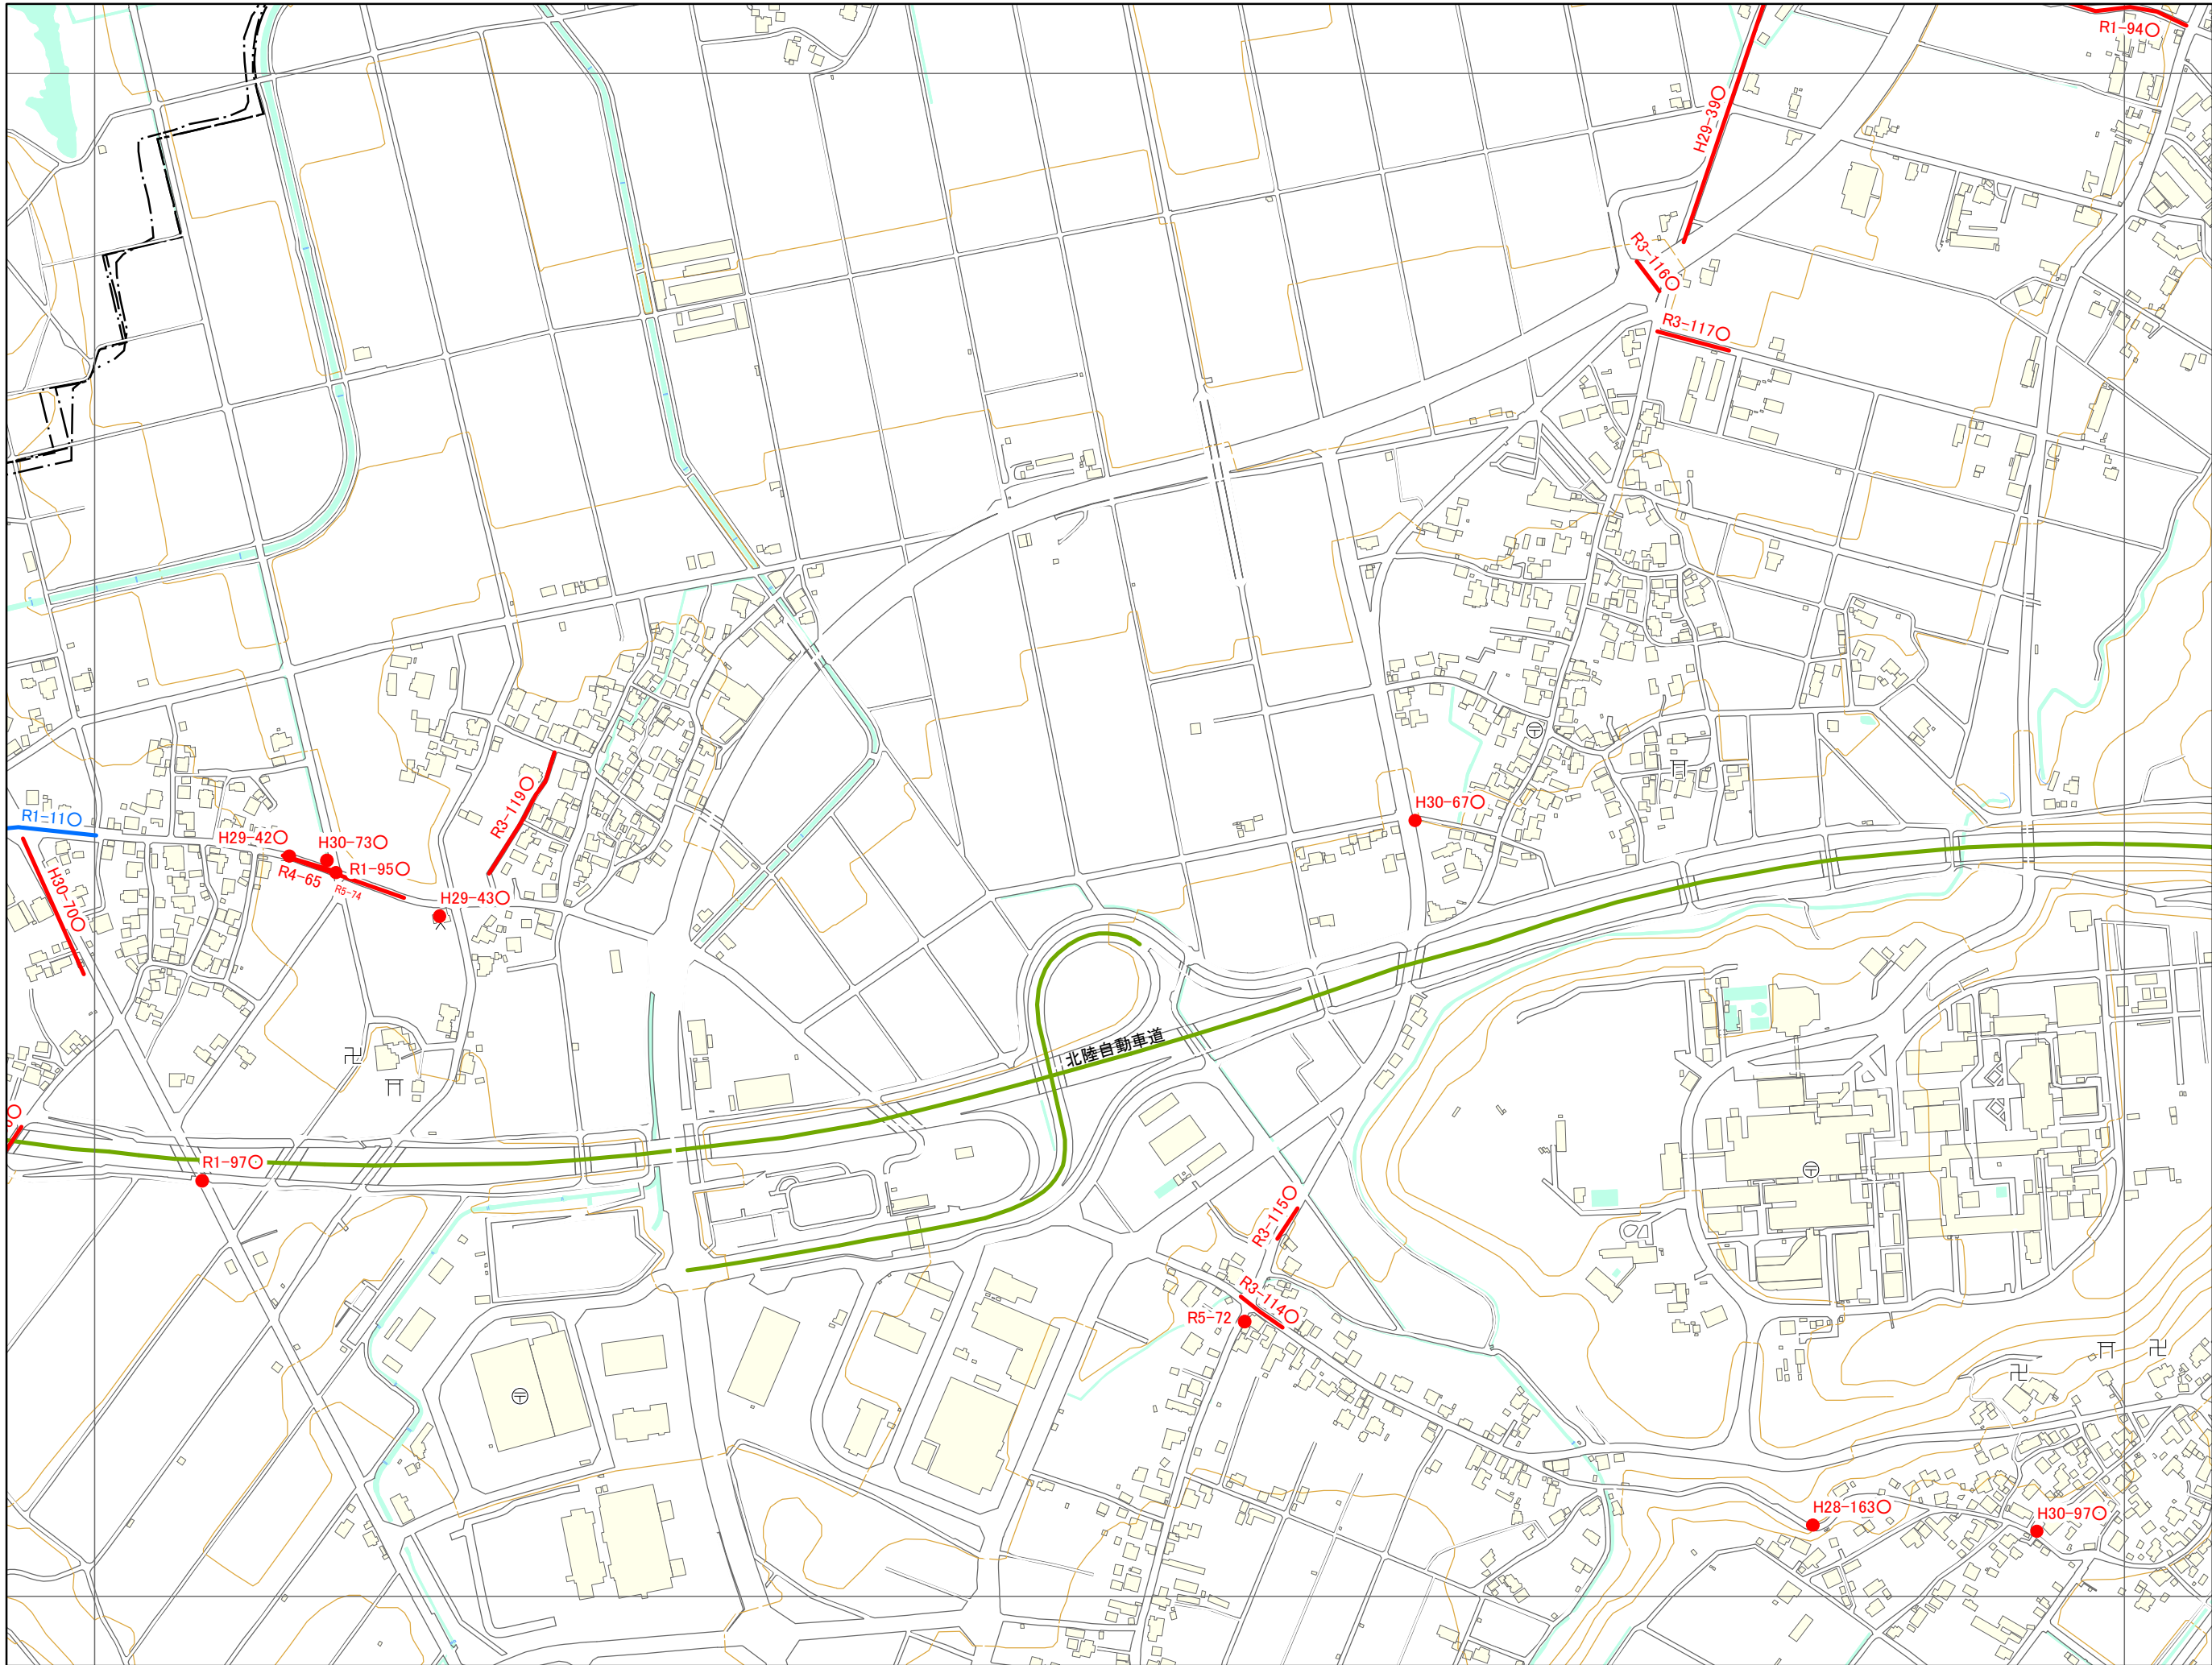 R1-94○
H29-39○
R3-116○
R3-117○
R1-11○
R3-119○
H30-67○
H29-42○
H30-73○
R1-95○
R4-65
R5-74
H30-70○
H29-43○
北陸自動車道
R1-97○
R3-115○
R3-114○
R5-72
H28-163○
H30-97○